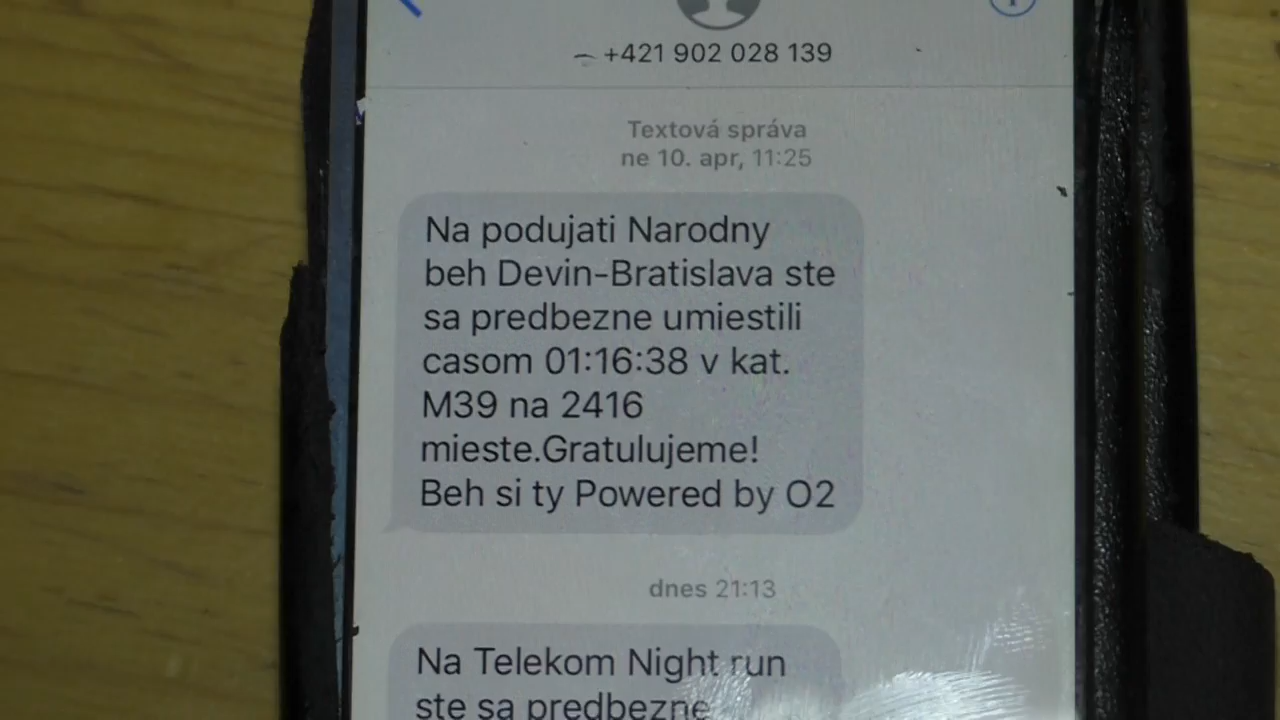 +421 902 028 139
Textová správa
ne 10. apr, 11:25
Na podujati Narodny
beh Devin-Bratislava ste
sa predbezne umiestili
casom 01:16:38 v kat.
M39 na 2416
mieste.Gratulujeme!
Beh si ty Powered by O2
dnes 21:13
Na Telekom Night run
ste sa predbezne